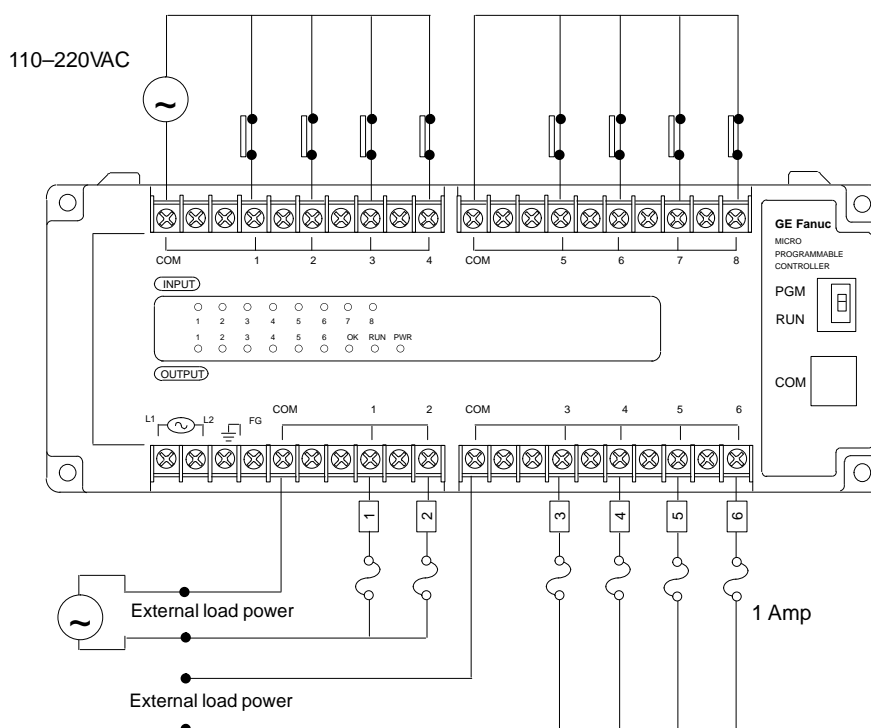 110–220VAC
COM 1 2 3 4 COM 5 6 7 8
GE Fanuc
MICRO
PROGRAMMABLE
CONTROLLER
INPUT
PGM
RUN
1 2 3 4 5 6 7 8
1 2 3 4 5 6 OK RUN PWR
OUTPUT
COM
L1 ~ L2 FG COM 1 2 COM 3 4 5 6
1 2 3 4 5 6
~
External load power
1 Amp
External load power